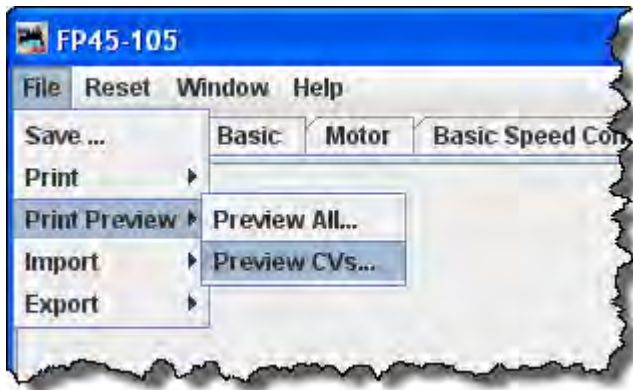 FP45-105
File Reset Window Help
Save ... Basic Motor Basic Speed Con
Print
Print Preview Preview All...
Import Preview CVs...
Export